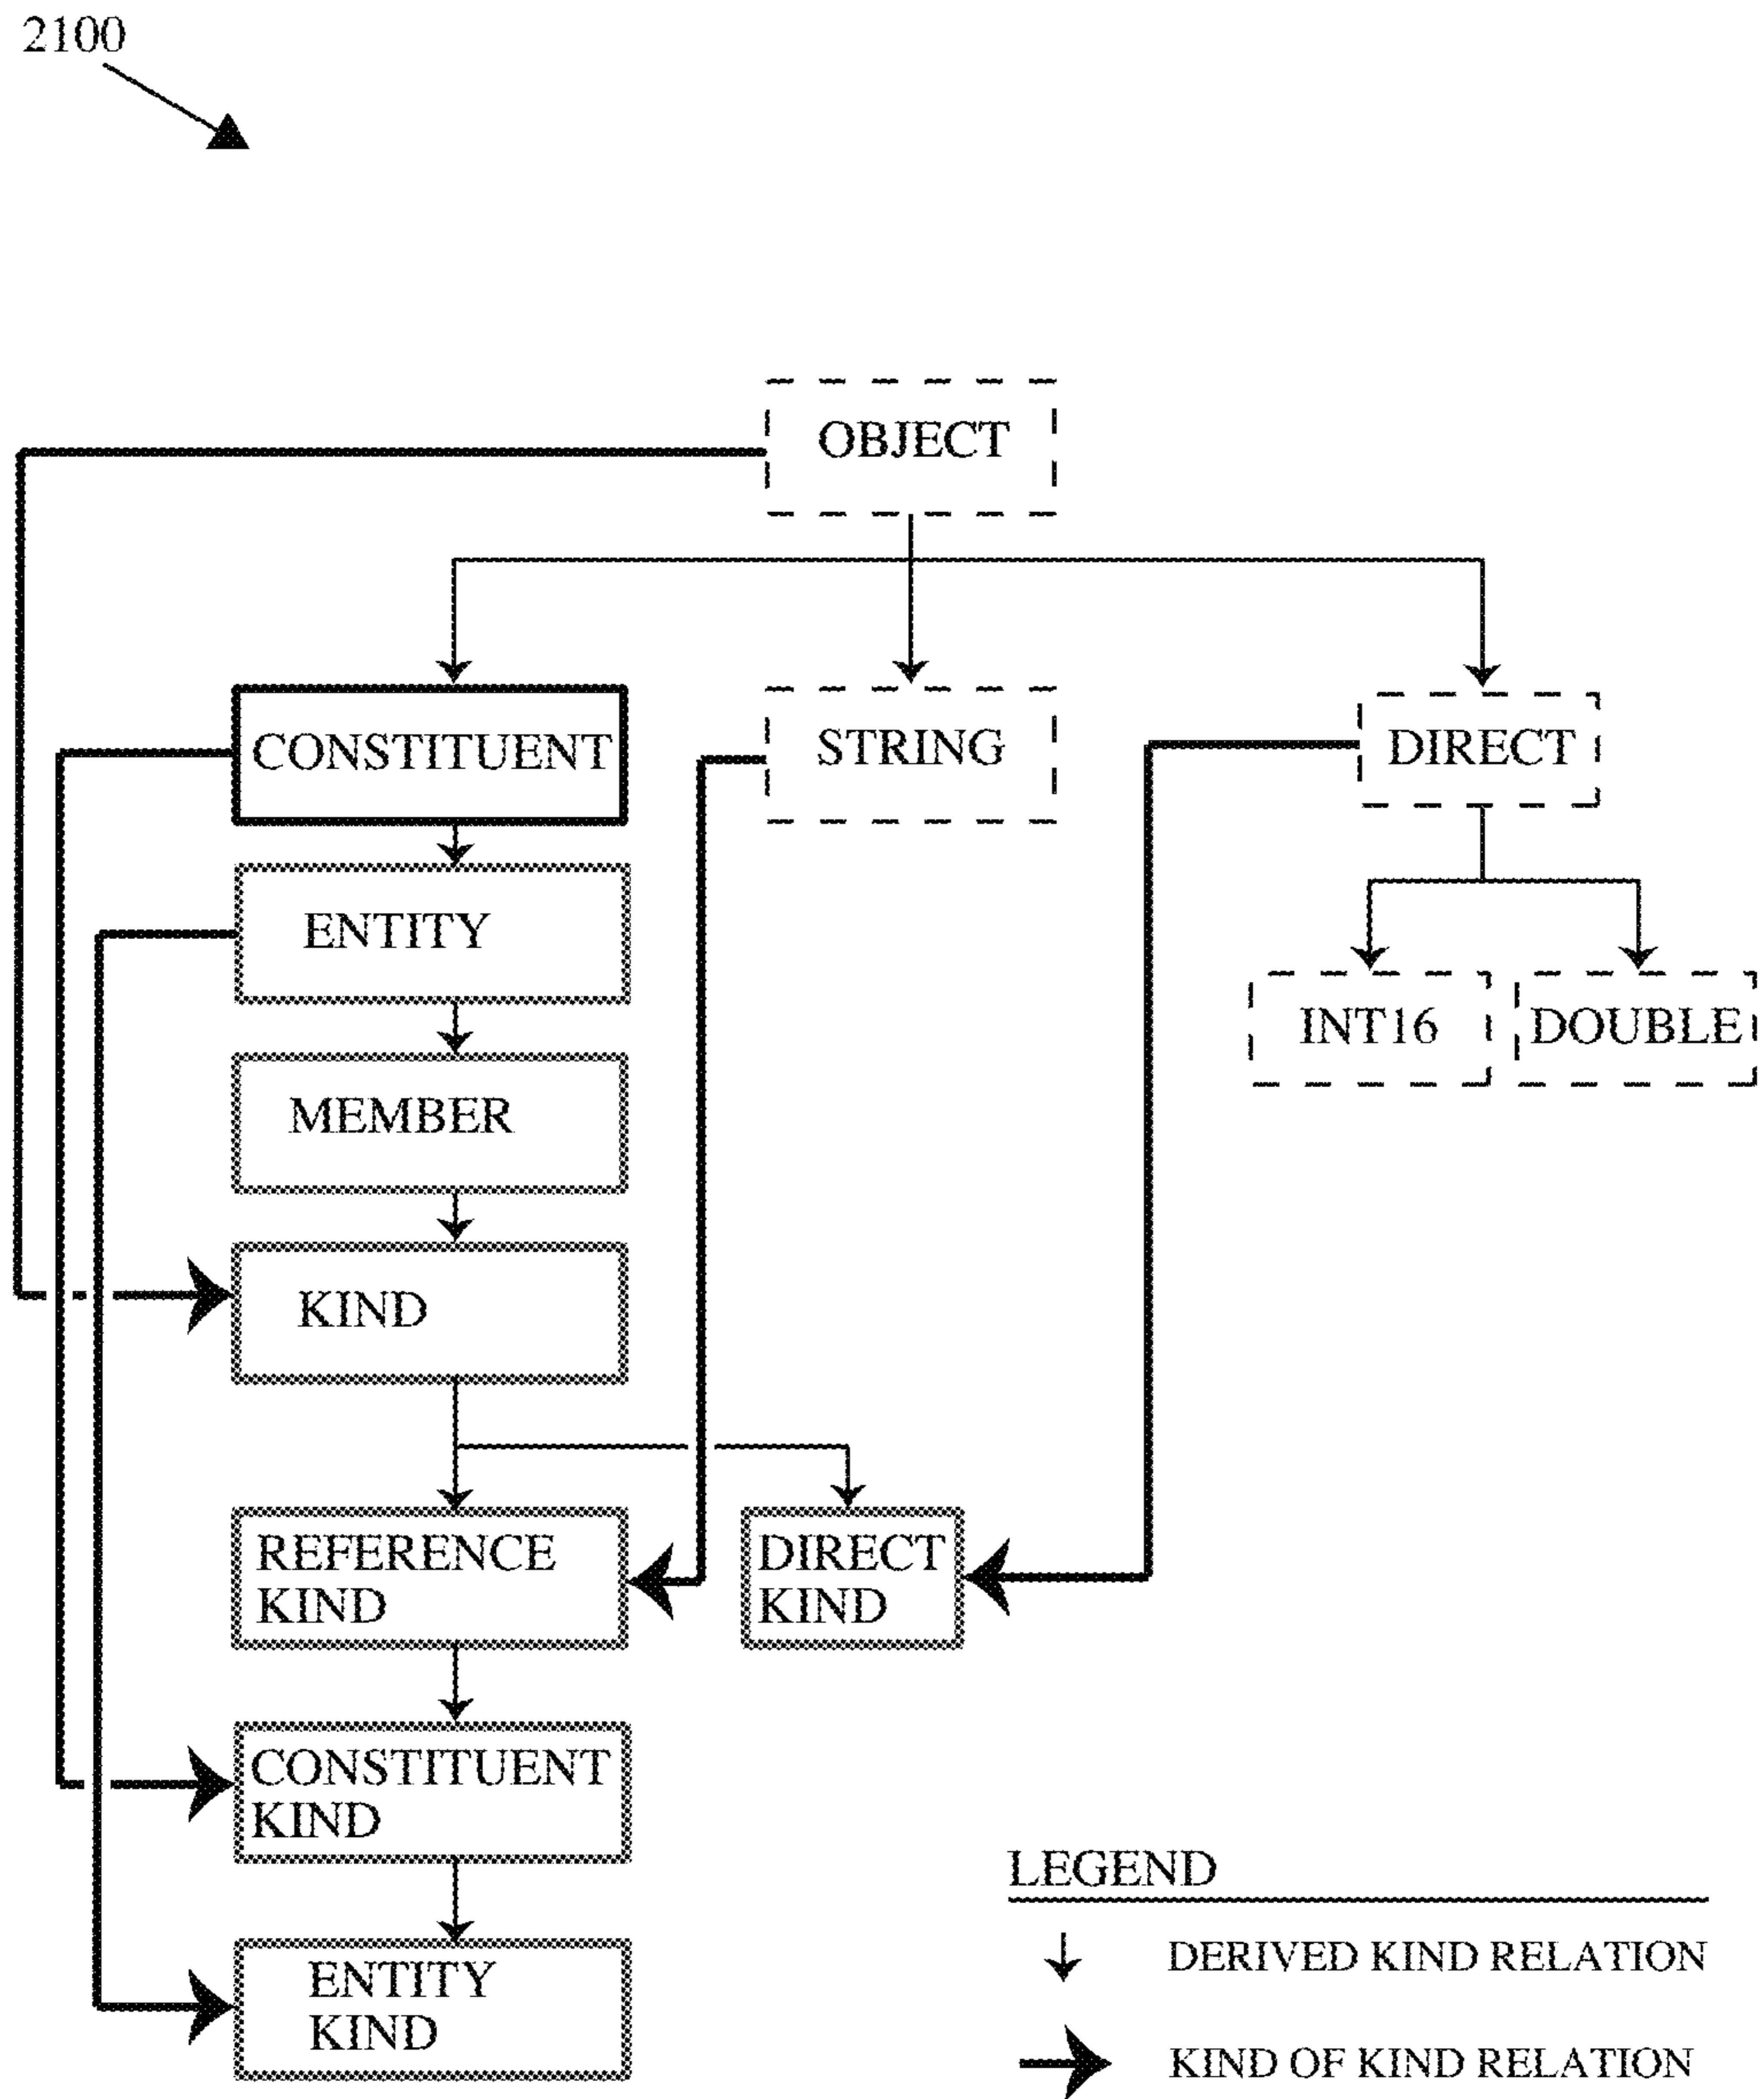 2100
OBJECT
CONSTITUENT
STRING
DIRECT
ENTITY
INT16
DOUBLE
MEMBER
KIND
REFERENCE
KIND
DIRECT
KIND
CONSTITUENT
KIND
ENTITY
KIND
LEGEND
DERIVED KIND RELATION
KIND OF KIND RELATION